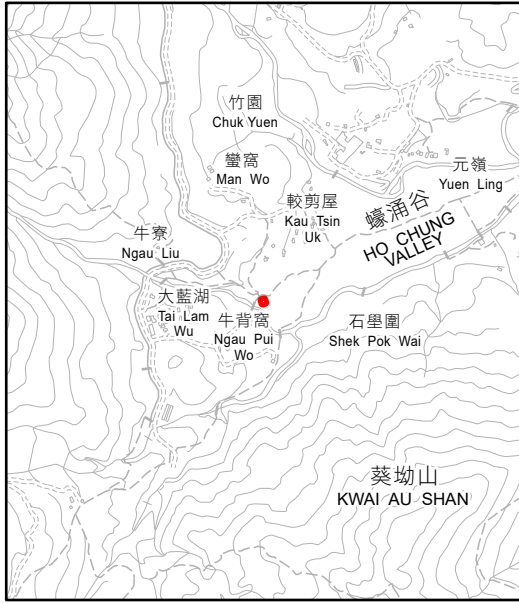 竹園
Chuk Yuen
蠻窩
Man Wo
元嶺
Yuen Ling
較剪屋
Kau Tsin
Uk
蠔涌谷
HO CHUNG
VALLEY
牛寮
Ngau Liu
大藍湖
Tai Lam
Wu
牛背窩
Ngau Pui
Wo
石壆圍
Shek Pok Wai
葵坳山
KWAI AU SHAN